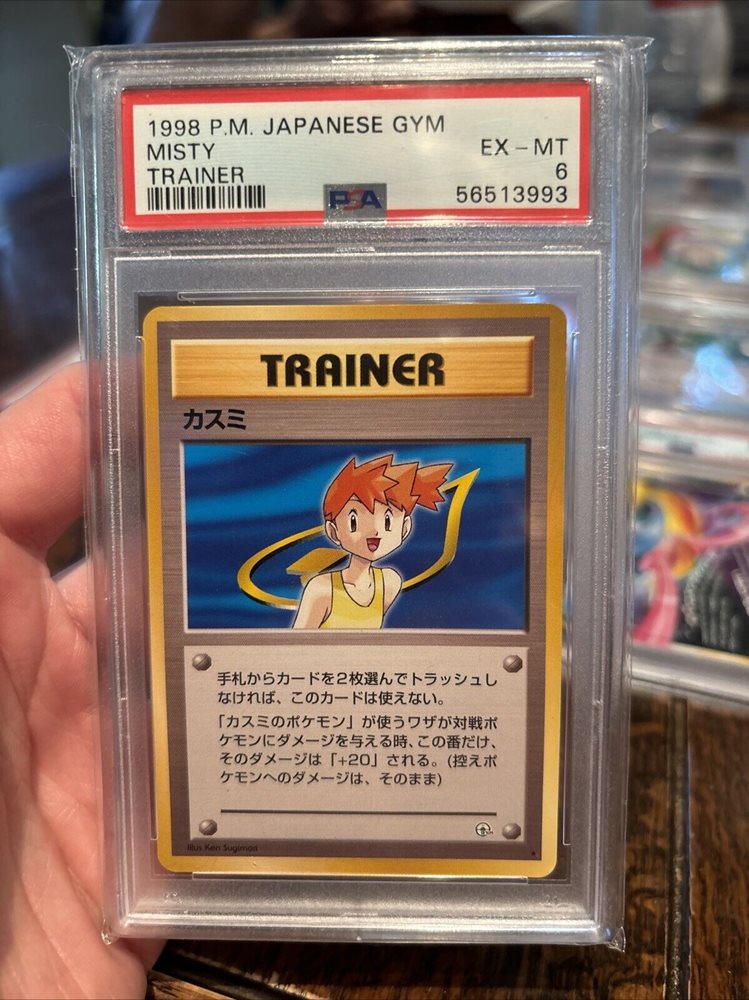 1998 P.M. JAPANESE GYM
MISTY EX - MT
TRAINER 6
PSA 56513993
TRAINER
カスミ
手札からカードを2枚選んでトラッシュし
なければ、このカードは使えない。
「カスミのポケモン」が使うワザが対戦ポ
ケモンにダメージを与える時、この番だけ、
そのダメージは「+20」される。(控えポ
ケモンへのダメージは、そのまま)
Illus. Ken Sugimori